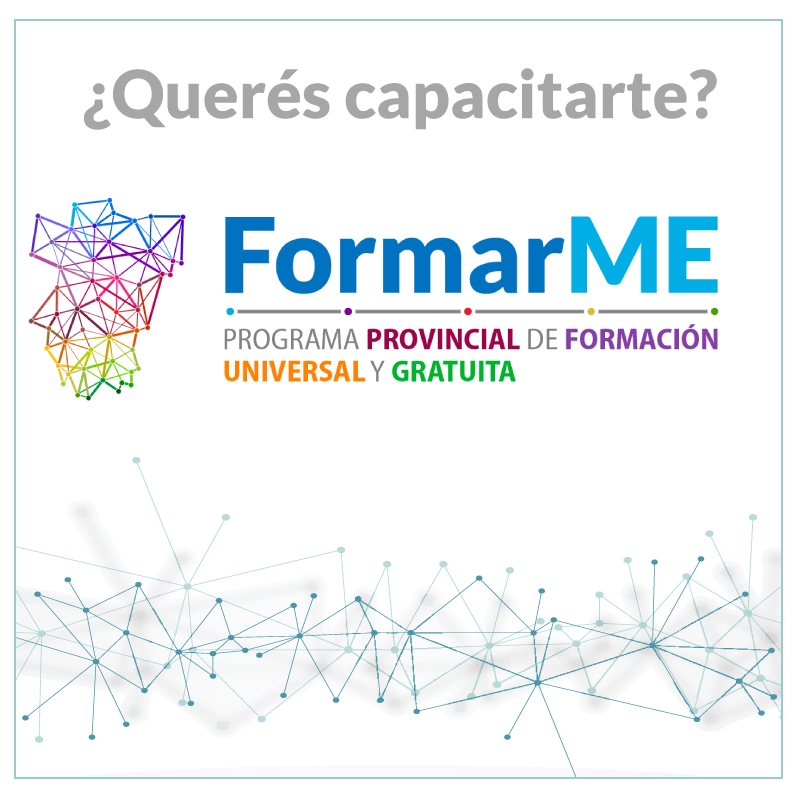 ¿Querés capacitarte?
FormarME
PROGRAMA PROVINCIAL DE FORMACIÓN
UNIVERSAL Y GRATUITA